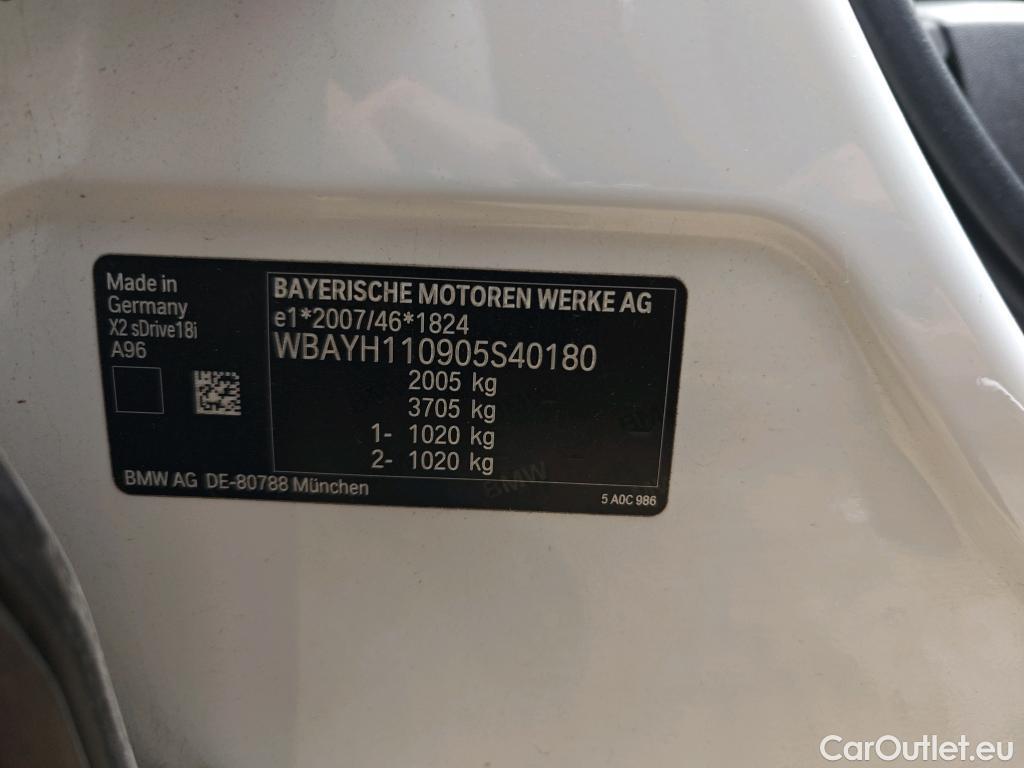 Made in
Germany
X2 sDrive18i
A96
BAYERISCHE MOTOREN WERKE AG
e1*2007/46*1824
WBAYH110905S40180
2005 kg
3705 kg
1- 1020 kg
2- 1020 kg
BMW
BMW AG DE-80788 München
5 A0C 986
CarOutlet.eu